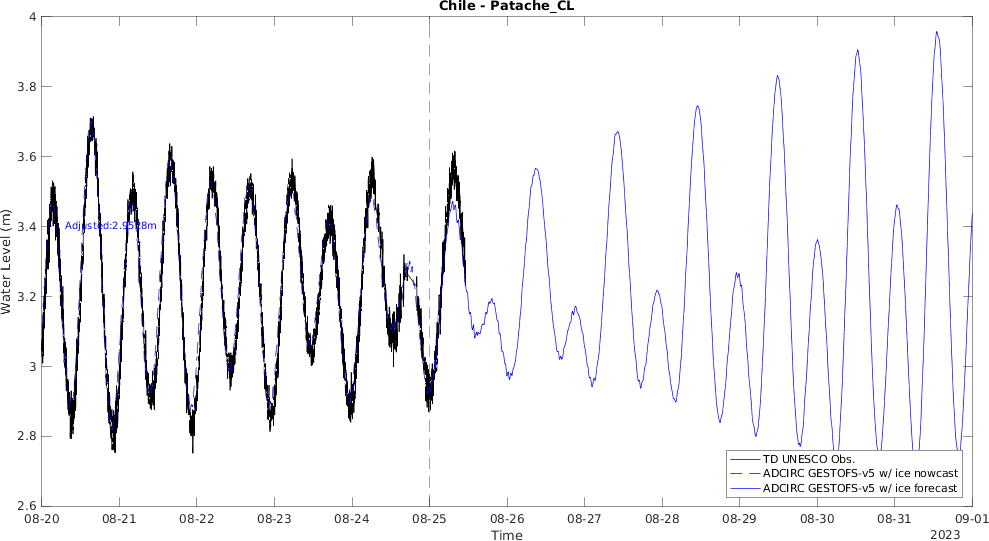 Chile - Patache_CL
4
3.8
3.6
3.4
3.2
3
2.8
2.6
Water Level (m)
Adjusted:2.9528m
08-20 08-21 08-22 08-23 08-24 08-25 08-26 08-27 08-28 08-29 08-30 08-31 09-01
Time
2023
TD UNESCO Obs.
ADCIRC GESTOFS-v5 w/ ice nowcast
ADCIRC GESTOFS-v5 w/ ice forecast